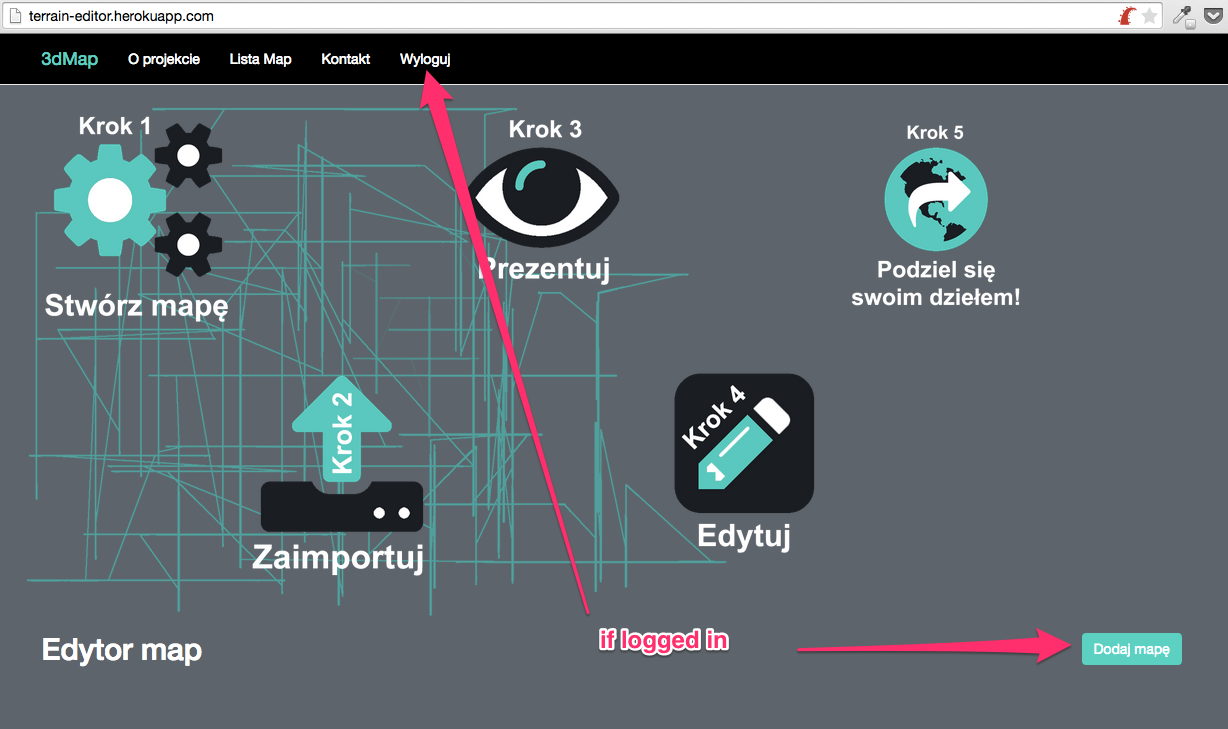 terrain-editor.herokuapp.com
3dMap O projekcie Lista Map Kontakt Wyloguj
Krok 1
Stwórz mapę
Krok 2
Zaimportuj
Krok 3
Prezentuj
Krok 4
Edytuj
Krok 5
Podziel się
swoim dziełem!
if logged in
Edytor map
Dodaj mapę